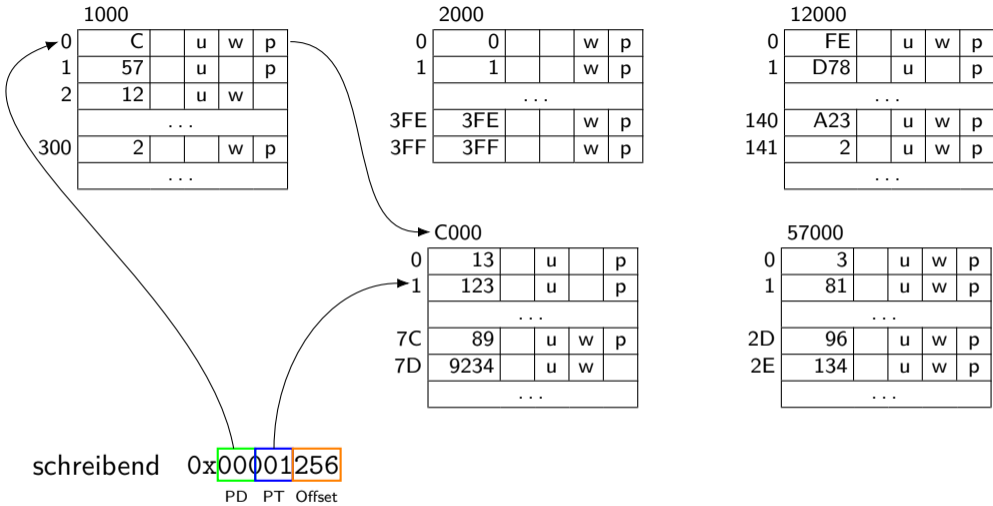 1000
0 C u w p
1 57 u p
2 12 u w
...
300 2 w p
...
2000
0 0 w p
1 1 w p
...
3FE 3FE w p
3FF 3FF w p
12000
0 FE u w p
1 D78 u p
...
140 A23 u w p
141 2 u w p
...
C000
0 13 u p
1 123 u p
...
7C 89 u w p
7D 9234 u w
...
57000
0 3 u w p
1 81 u w p
...
2D 96 u w p
2E 134 u w p
...
schreibend 0x00001256
PD PT Offset